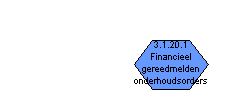 3.1.20.1
Financieel
gereedmelden
onderhoudsorders